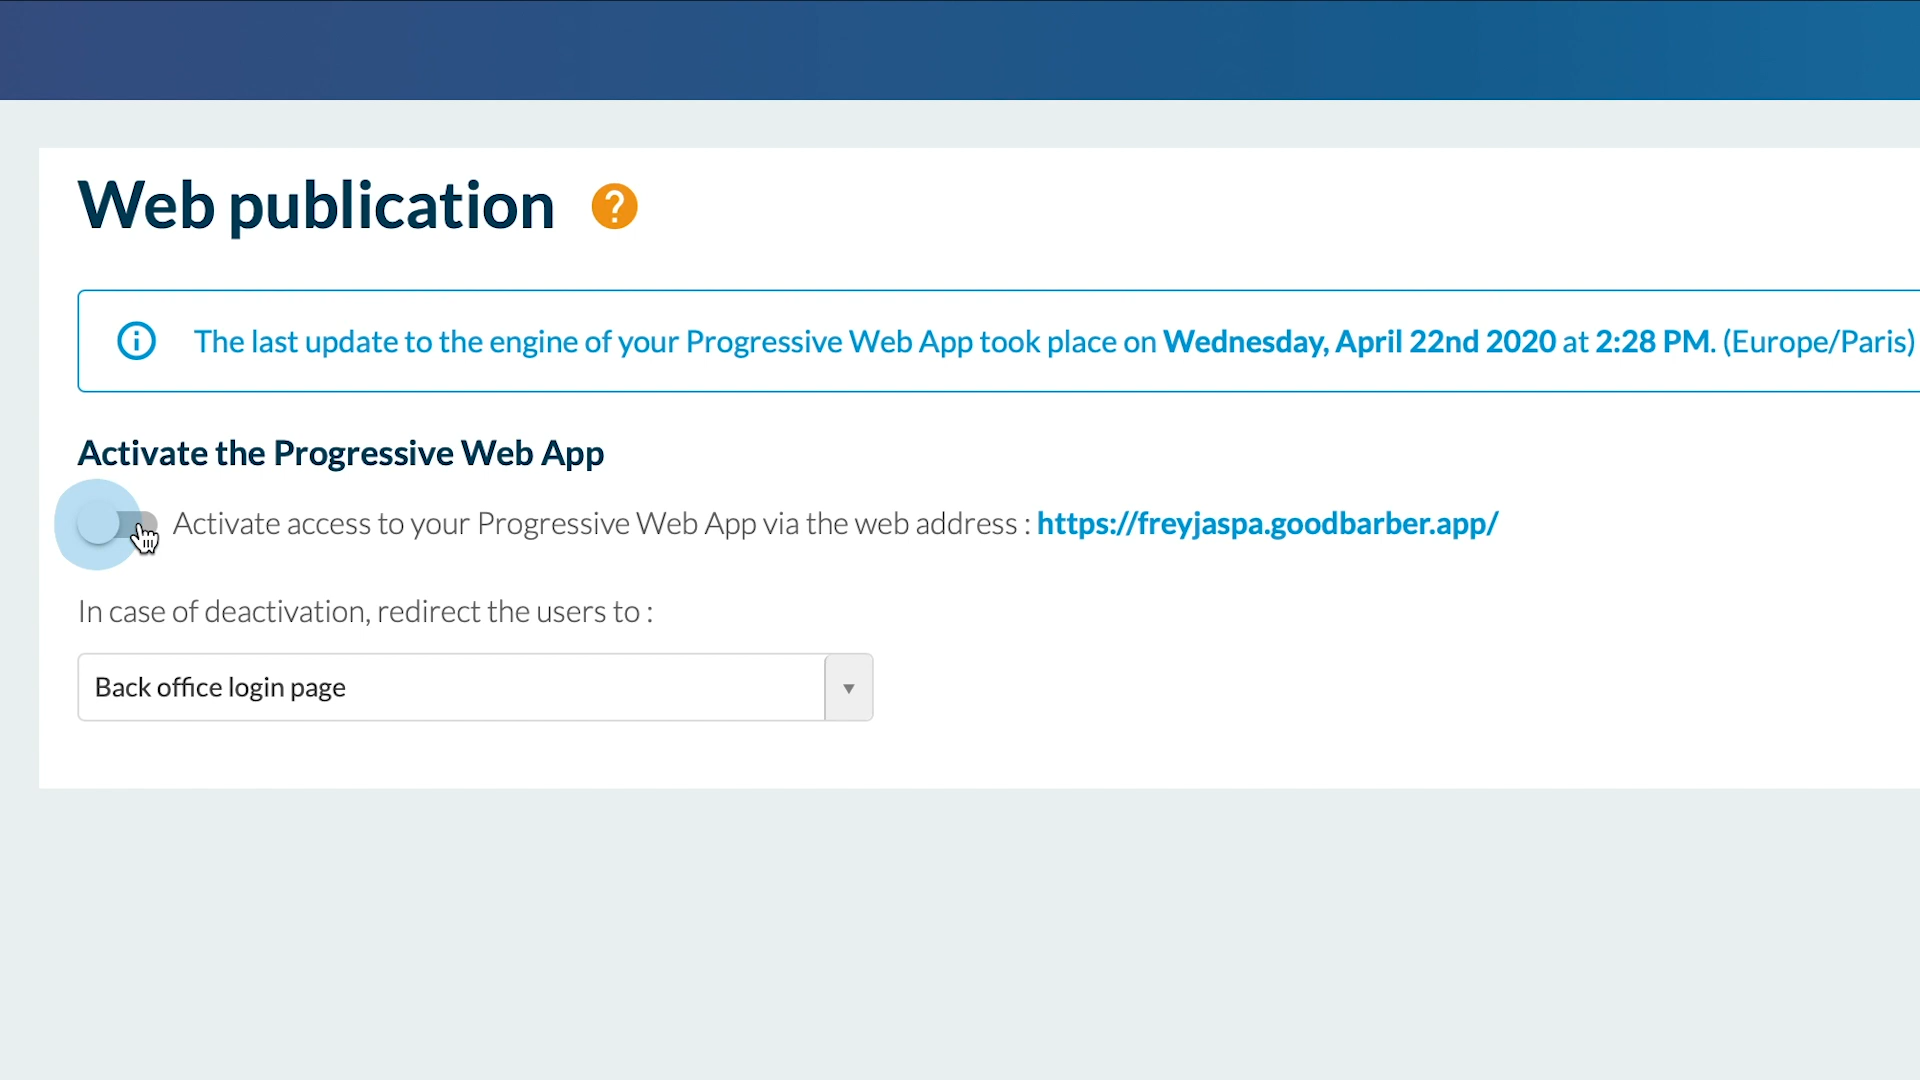 Web publication ?
The last update to the engine of your Progressive Web App took place on Wednesday, April 22nd 2020 at 2:28 PM. (Europe/Paris)
Activate the Progressive Web App
Activate access to your Progressive Web App via the web address : https://freyjaspa.goodbarber.app/
In case of deactivation, redirect the users to :
Back office login page